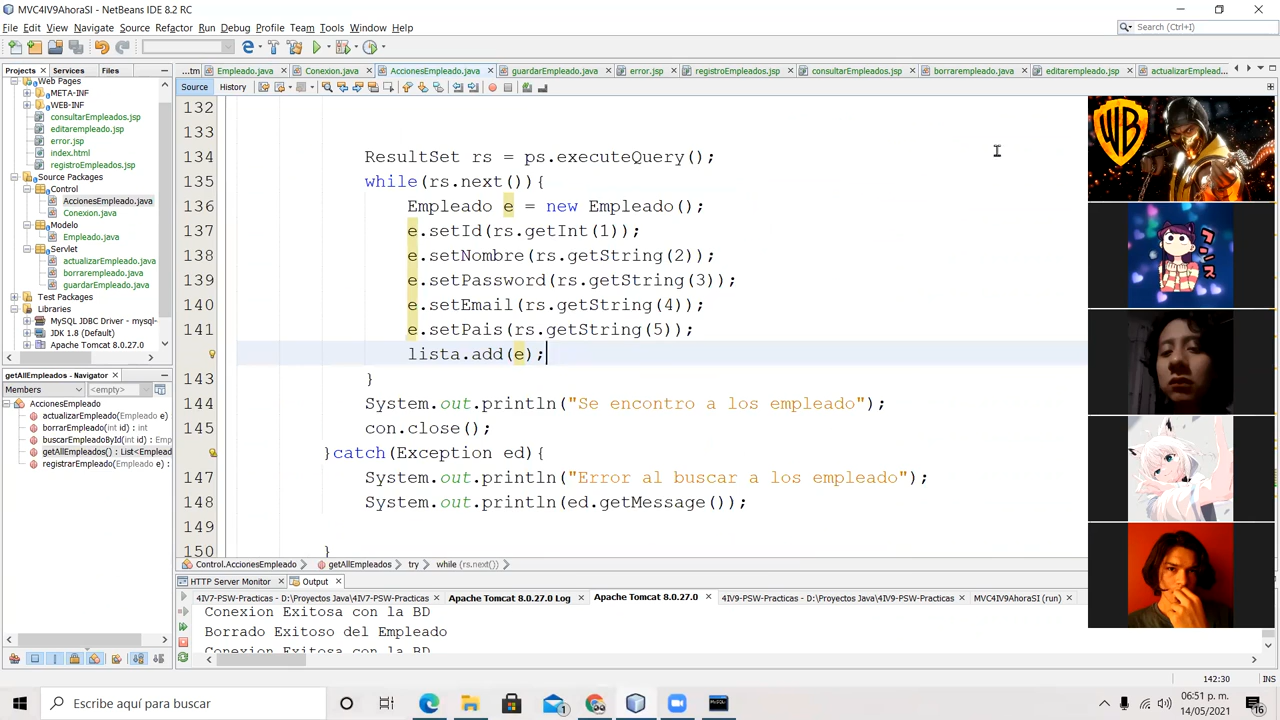 MVC4IV9AhoraSI - NetBeans IDE 8.2 RC
File Edit View Navigate Source Refactor Run Debug Profile Team Tools Window Help
Search (Ctrl+I)
Projects Services Files
...tm Empleado.java Conexion.java AccionesEmpleado.java guardarEmpleado.java error.jsp registroEmpleados.jsp consultarEmpleados.jsp borrarempleado.java editarempleado.jsp actualizarEmplead...
Source History
Web Pages
META-INF
WEB-INF
consultarEmpleados.jsp
editarempleado.jsp
error.jsp
index.html
registroEmpleados.jsp
Source Packages
Control
AccionesEmpleado.java
Conexion.java
Modelo
Empleado.java
Servlet
actualizarEmpleado.java
borrarempleado.java
guardarEmpleado.java
Test Packages
Libraries
MySQL JDBC Driver - mysql-
JDK 1.8 (Default)
Apache Tomcat 8.0.27.0
getAllEmpleados - Navigator
Members <empty>
AccionesEmpleado
actualizarEmpleado(Empleado e) :
borrarEmpleado(int id) : int
buscarEmpleadoById(int id) : Emp
getAllEmpleados() : List<Emplead
registrarEmpleado(Empleado e) :
132
133
134 ResultSet rs = ps.executeQuery();
135 while(rs.next()){
136 Empleado e = new Empleado();
137 e.setId(rs.getInt(1));
138 e.setNombre(rs.getString(2));
139 e.setPassword(rs.getString(3));
140 e.setEmail(rs.getString(4));
141 e.setPais(rs.getString(5));
lista.add(e);
143 }
144 System.out.println("Se encontro a los empleado");
145 con.close();
}catch(Exception ed){
147 System.out.println("Error al buscar a los empleado");
148 System.out.println(ed.getMessage());
149
150 }
WB
コンス
Control.AccionesEmpleado getAllEmpleados try while (rs.next())
HTTP Server Monitor Output
4IV7-PSW-Practicas - D:\Proyectos Java\4IV7-PSW-Practicas Apache Tomcat 8.0.27.0 Log Apache Tomcat 8.0.27.0 4IV9-PSW-Practicas - D:\Proyectos Java\4IV9-PSW-Practicas MVC4IV9AhoraSI (run)
Conexion Exitosa con la BD
Borrado Exitoso del Empleado
Conexion Exitosa con la BD
142:30 INS
Escribe aquí para buscar
1
06:51 p. m.
14/05/2021
16